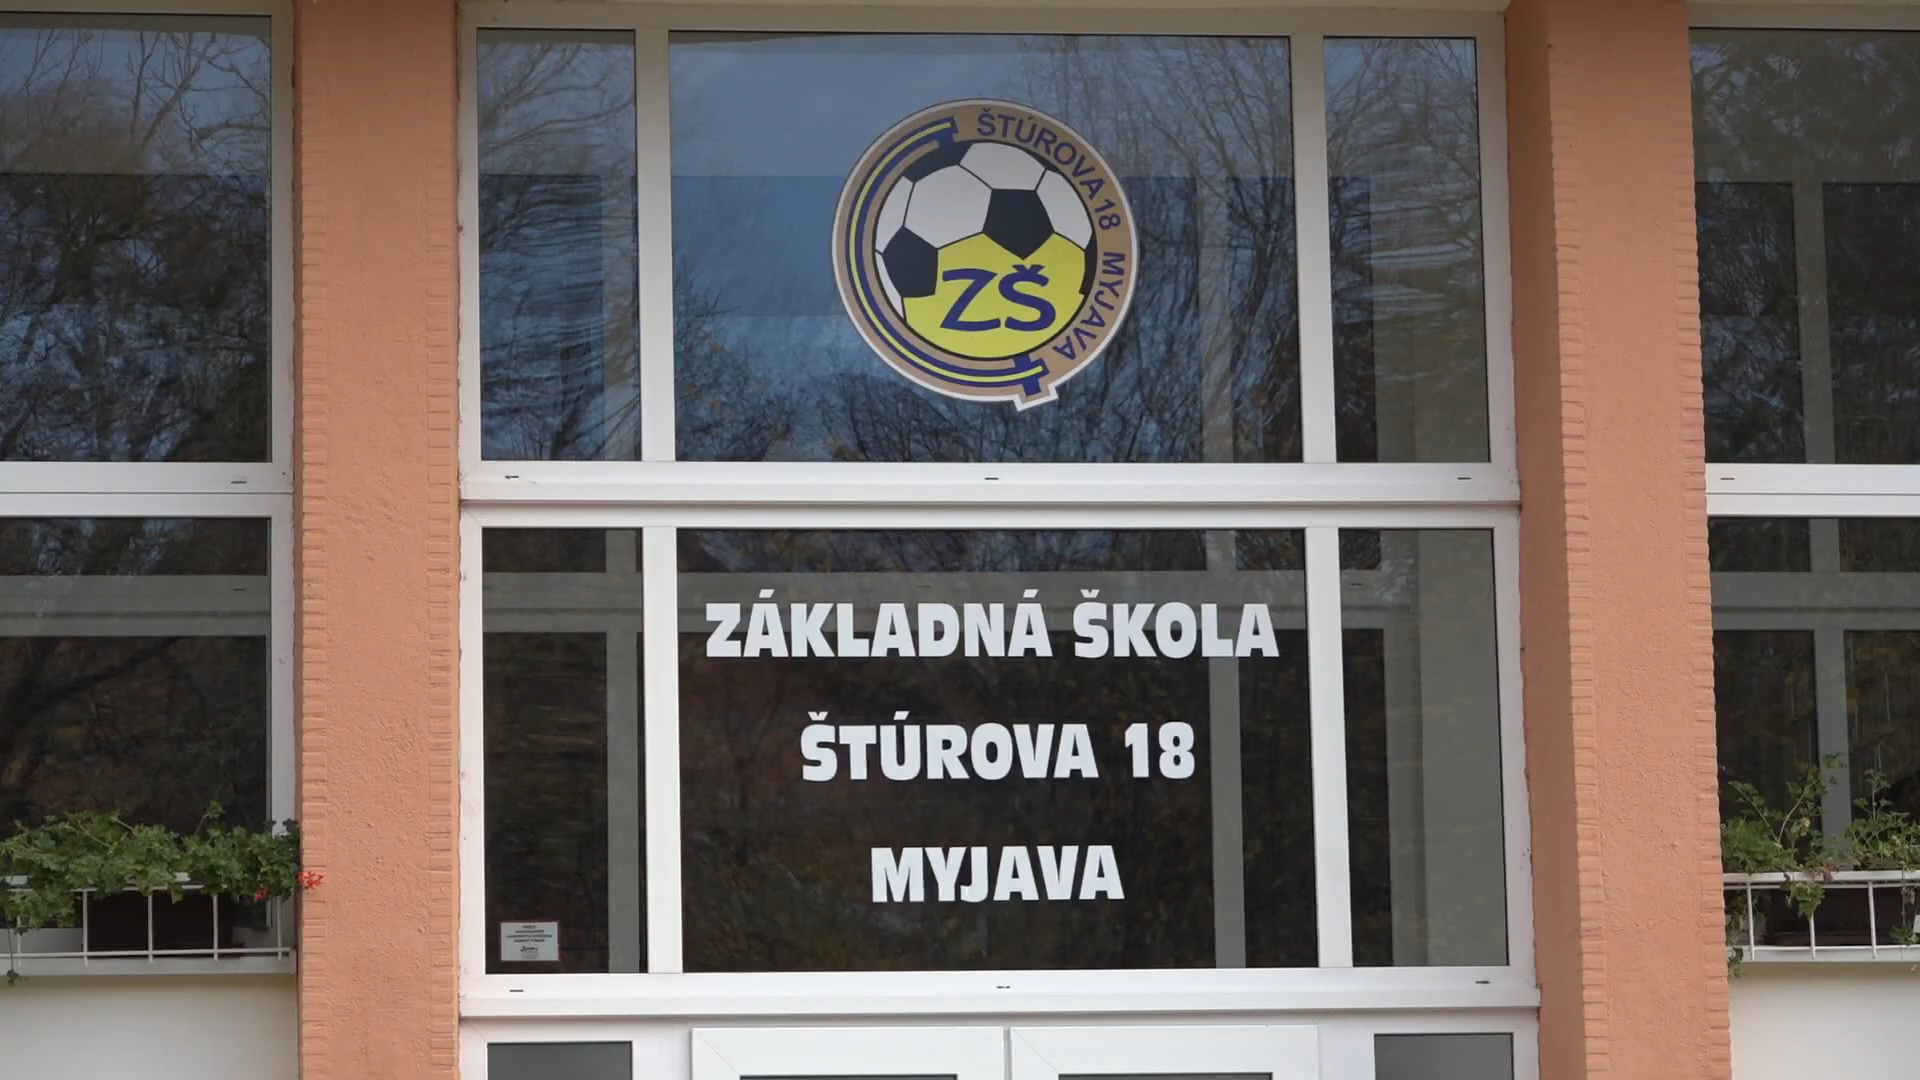 ŠTÚROVA 18 MYJAVA
ZŠ
ZÁKLADNÁ ŠKOLA
ŠTÚROVA 18
MYJAVA